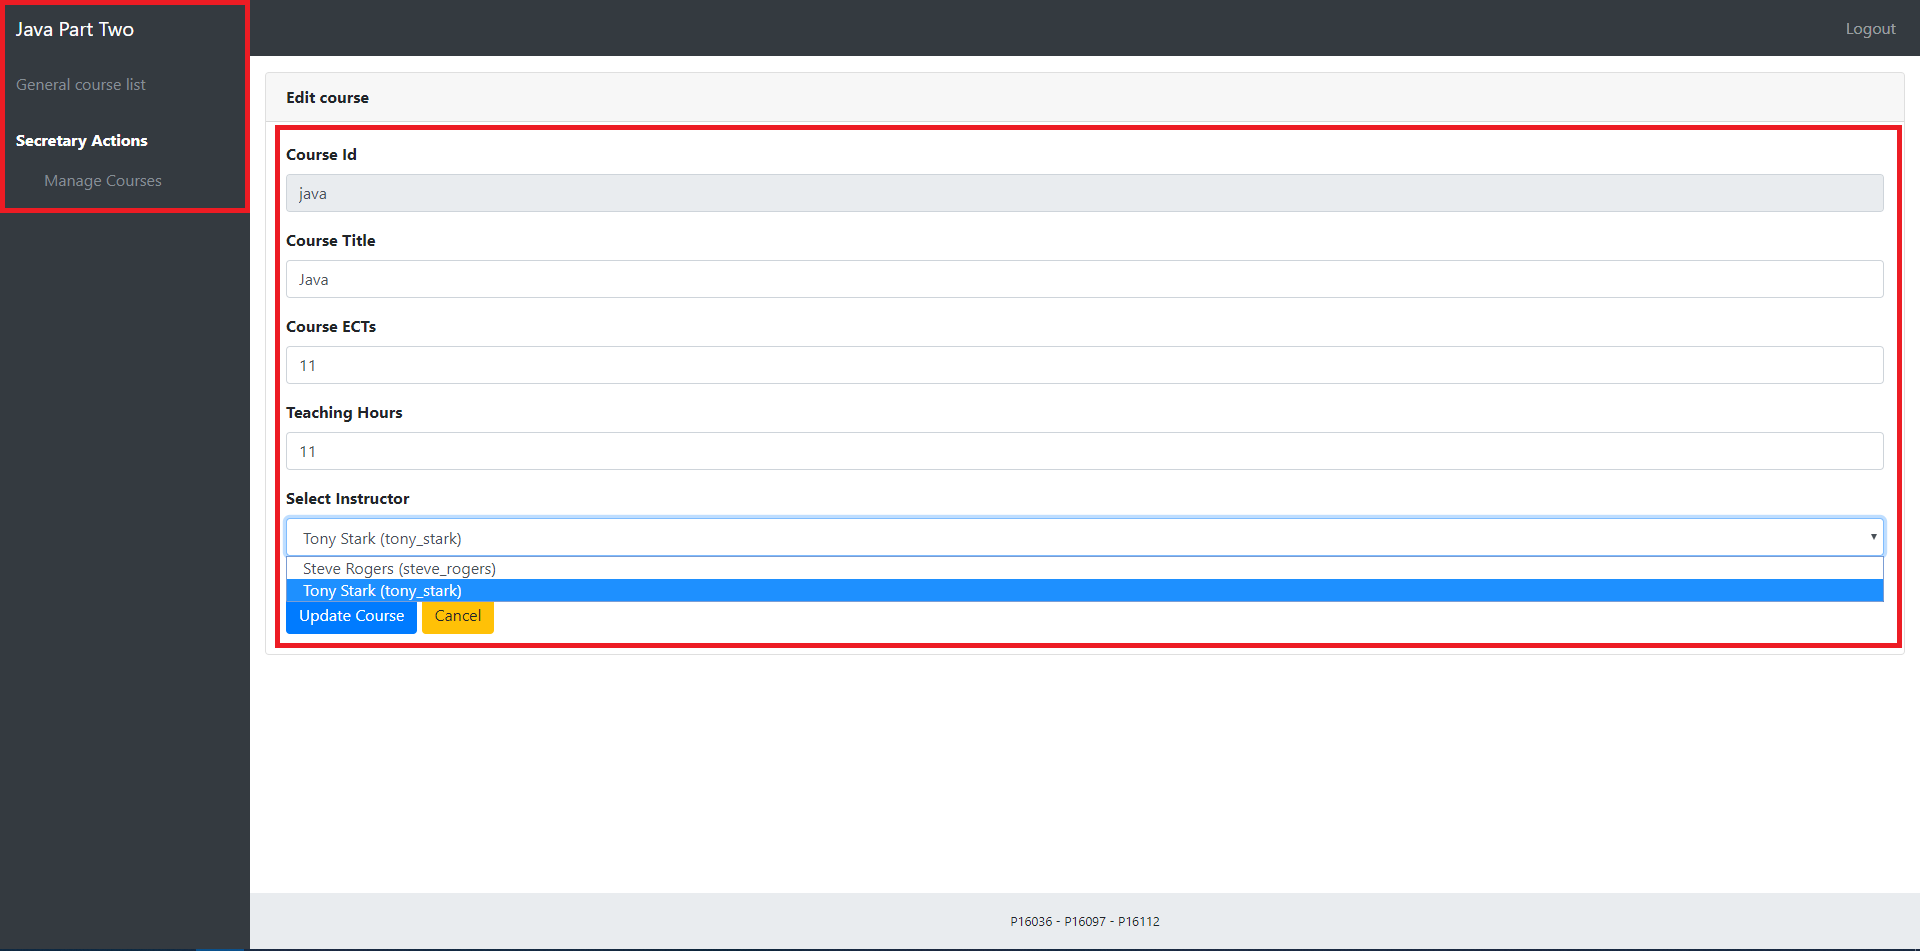 Java Part Two
Logout
General course list
Secretary Actions
Manage Courses
Edit course
Course Id
java
Course Title
Java
Course ECTs
11
Teaching Hours
11
Select Instructor
Tony Stark (tony_stark)
Steve Rogers (steve_rogers)
Tony Stark (tony_stark)
Update Course Cancel
P16036 - P16097 - P16112